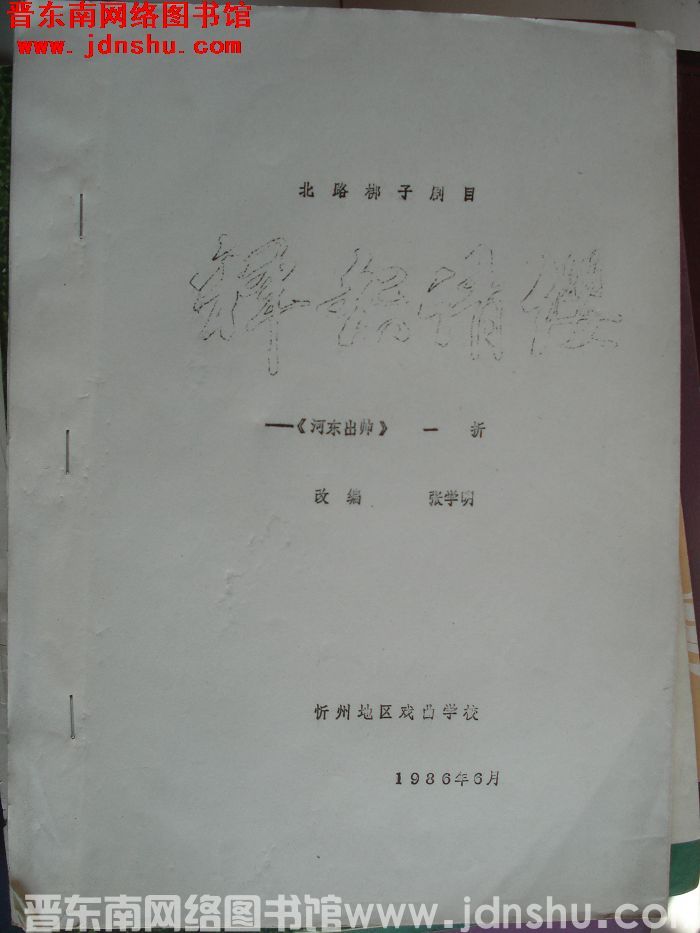 晋东南网络图书馆
www.jdnshu.com
北路梆子剧目
请缨
——《河东出帅》 一 折
改 编 张学明
忻州地区戏曲学校
1986年6月
晋东南网络图书馆www.jdnshu.com